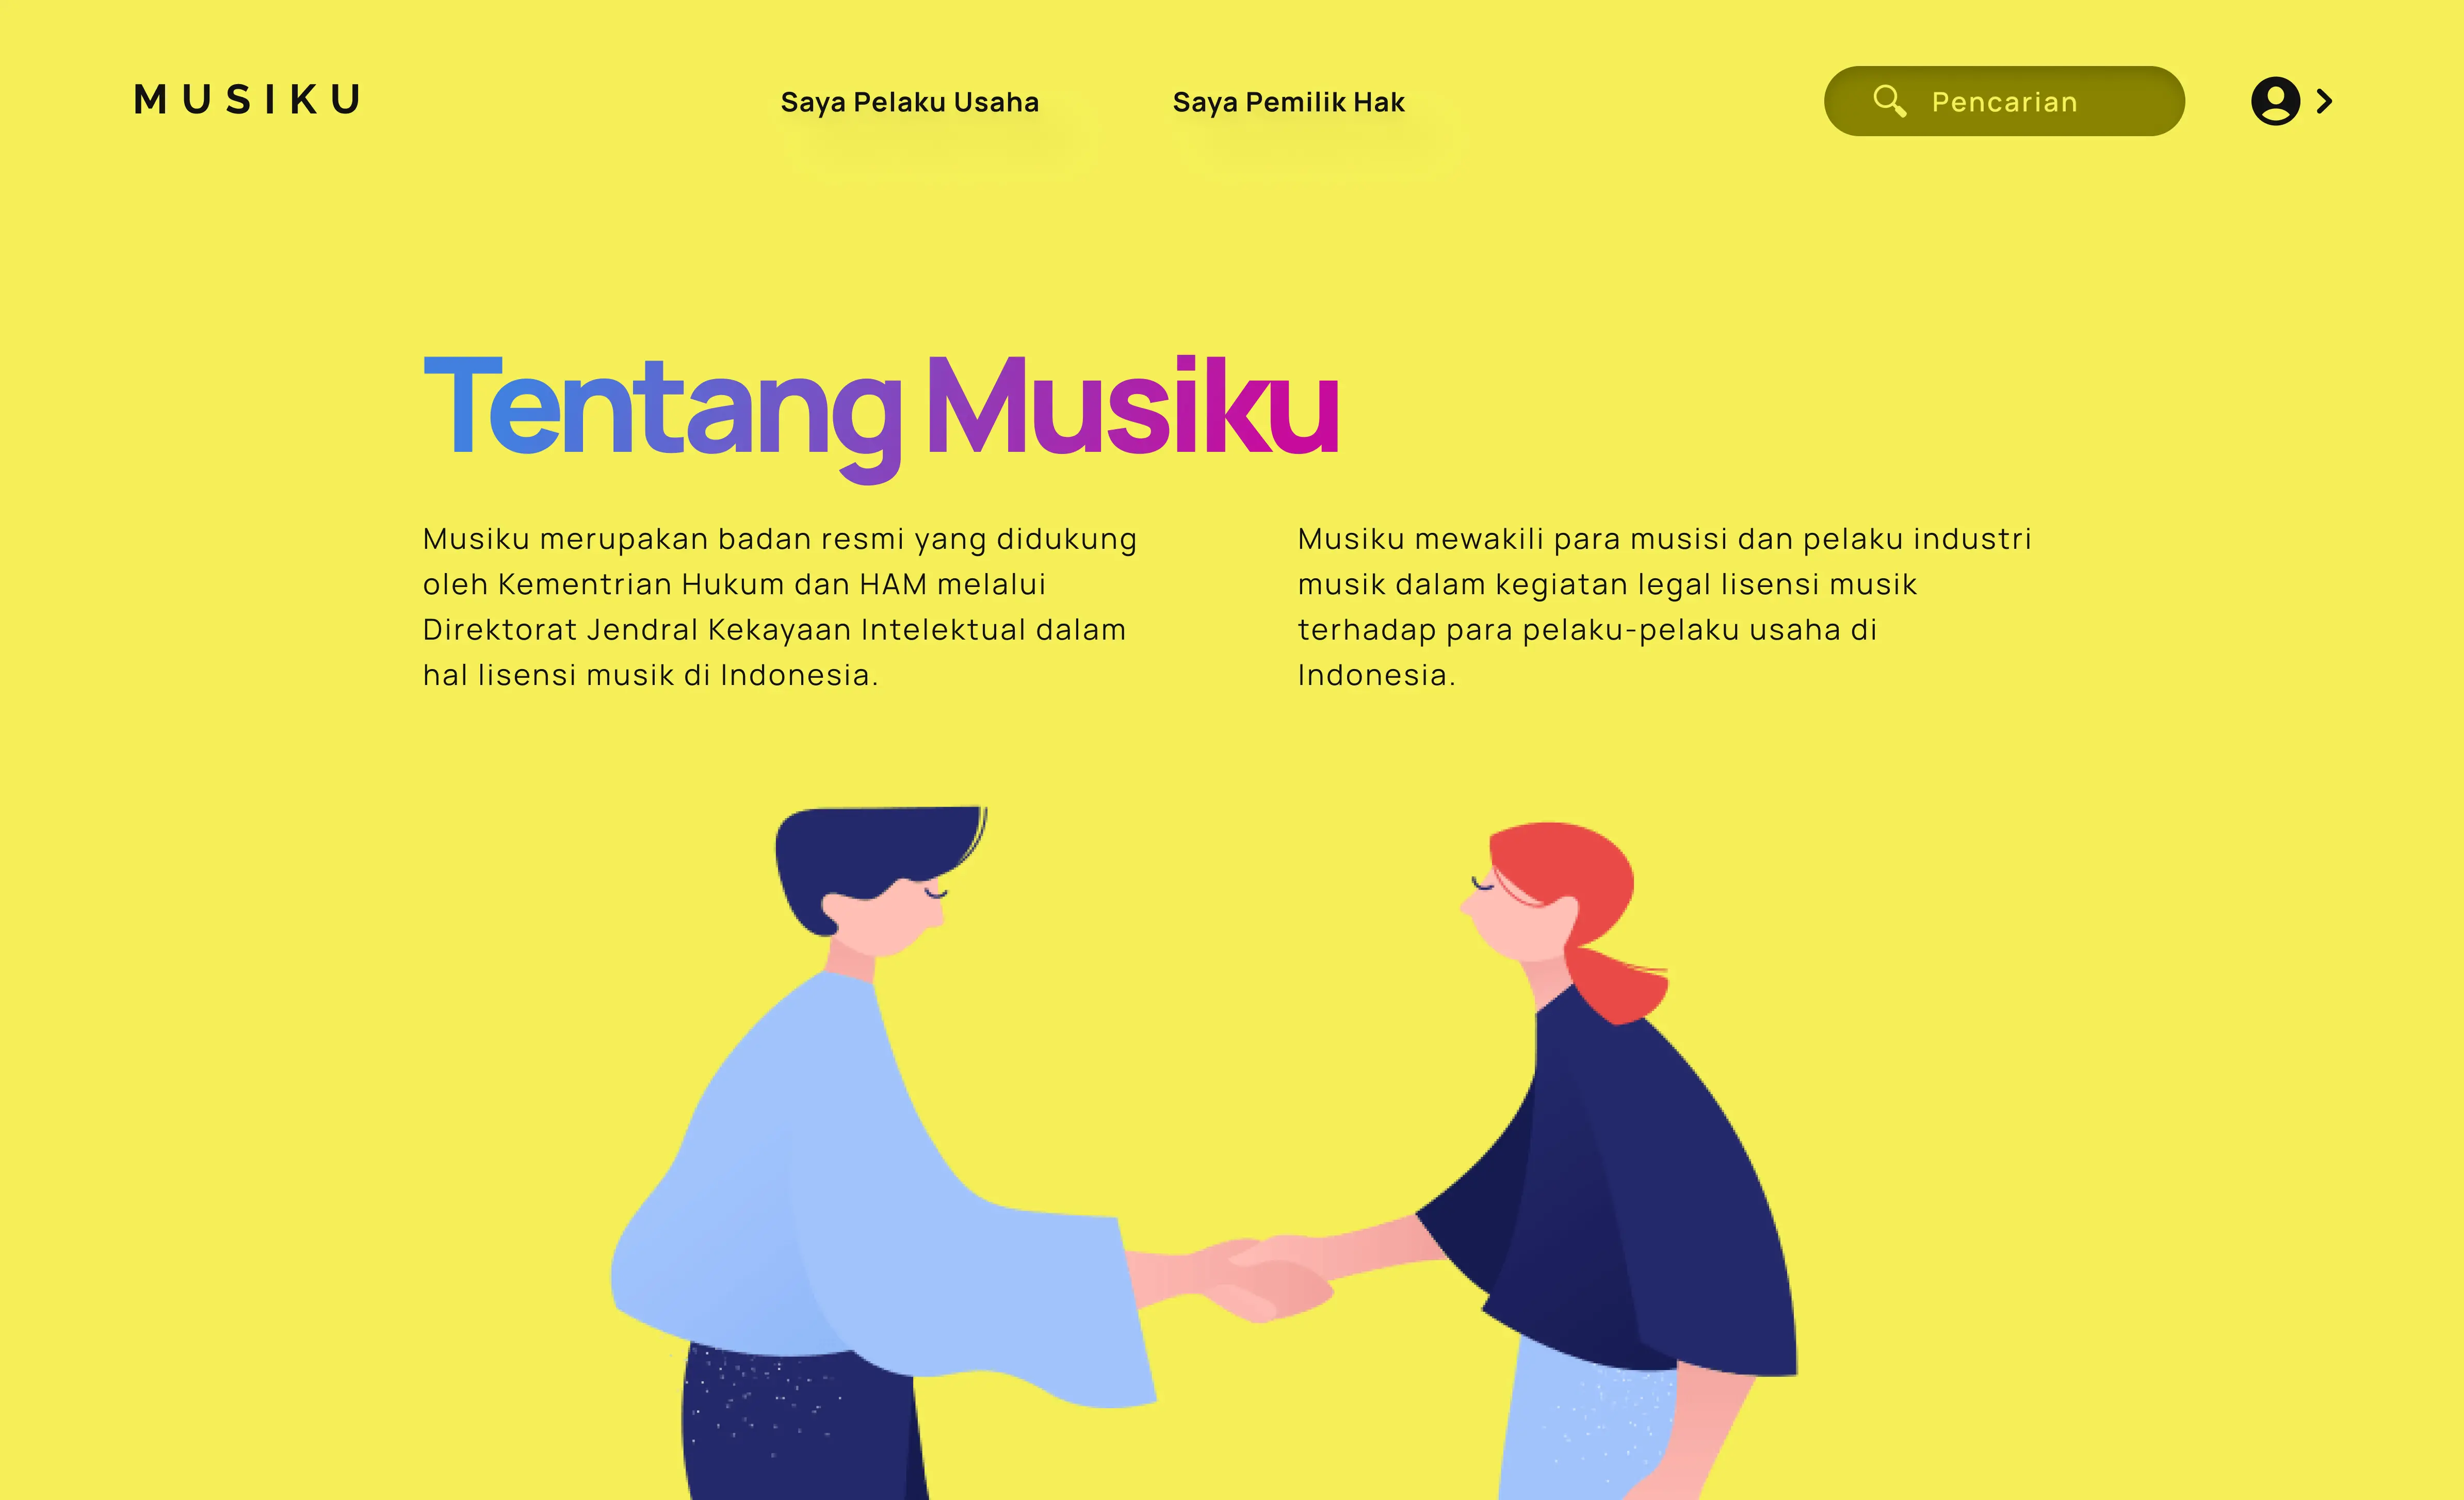 MUSIKU
Saya Pelaku Usaha
Saya Pemilik Hak
Pencarian
Tentang Musiku
Musiku merupakan badan resmi yang didukung
oleh Kementrian Hukum dan HAM melalui
Direktorat Jendral Kekayaan Intelektual dalam
hal lisensi musik di Indonesia.
Musiku mewakili para musisi dan pelaku industri
musik dalam kegiatan legal lisensi musik
terhadap para pelaku-pelaku usaha di
Indonesia.